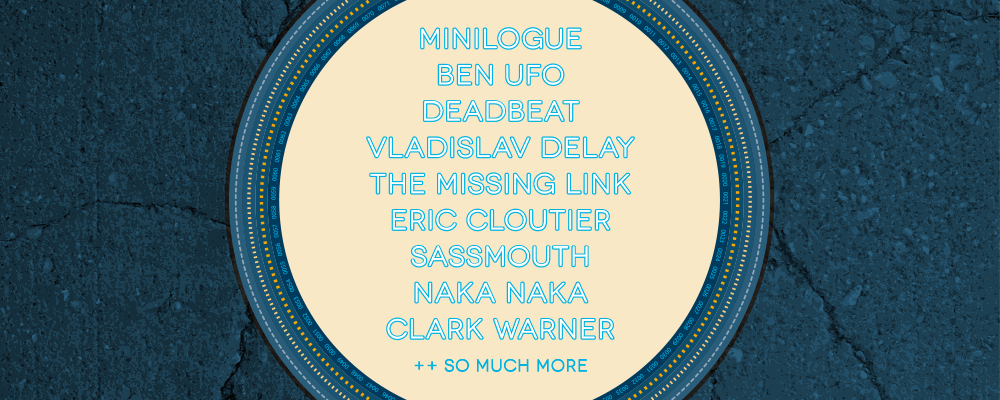 MINILOGUE
BEN UFO
DEADBEAT
VLADISLAV DELAY
THE MISSING LINK
ERIC CLOUTIER
SASSMOUTH
NAKA NAKA
CLARK WARNER
++ SO MUCH MORE